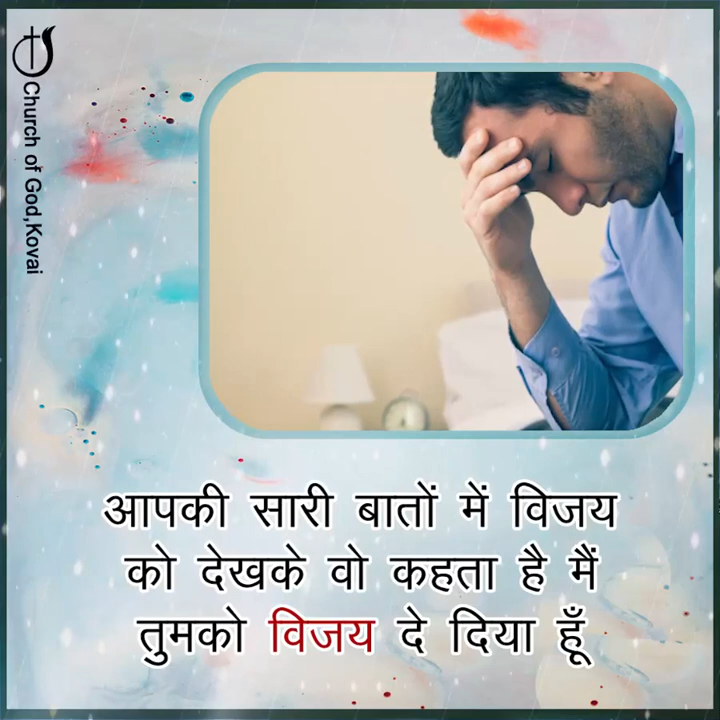 Church of God,Kovai
आपकी सारी बातों में विजय
को देखके वो कहता है मैं
तुमको विजय दे दिया हूँ